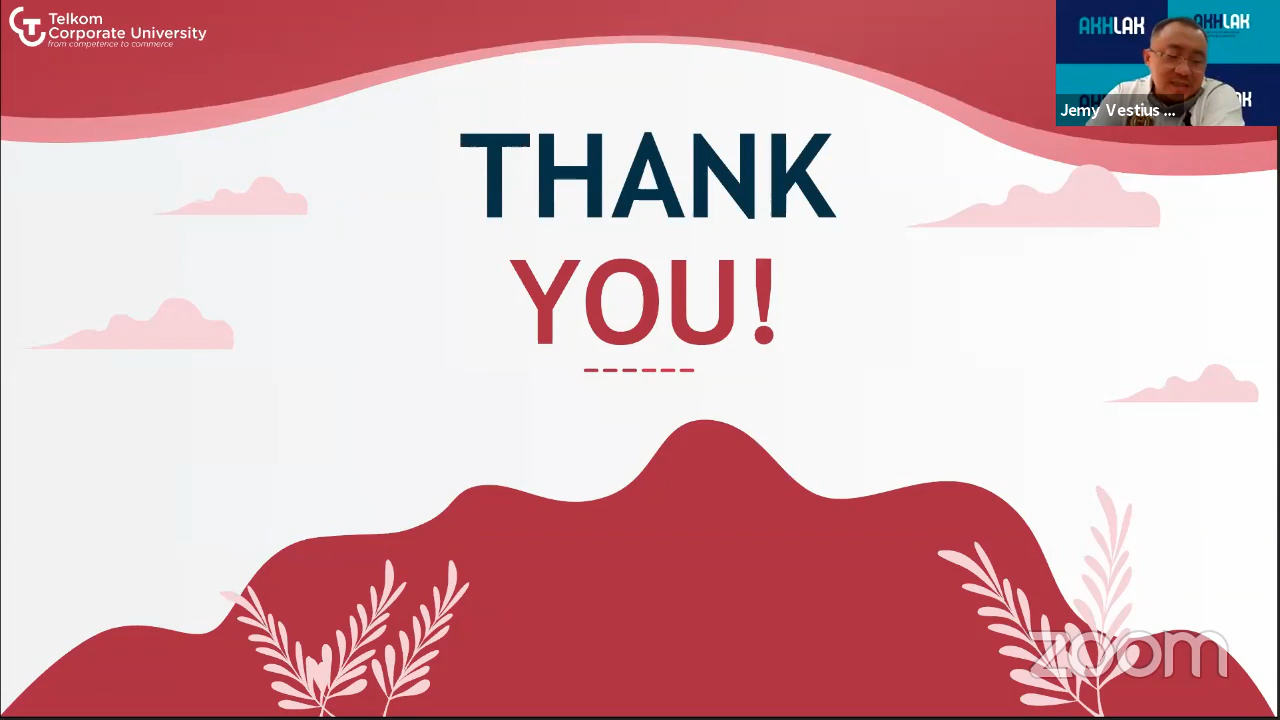 Telkom
Corporate University
from competence to commerce
AKHLAK
AKHLAK
Jemy Vestius ...
THANK
YOU!
zoom